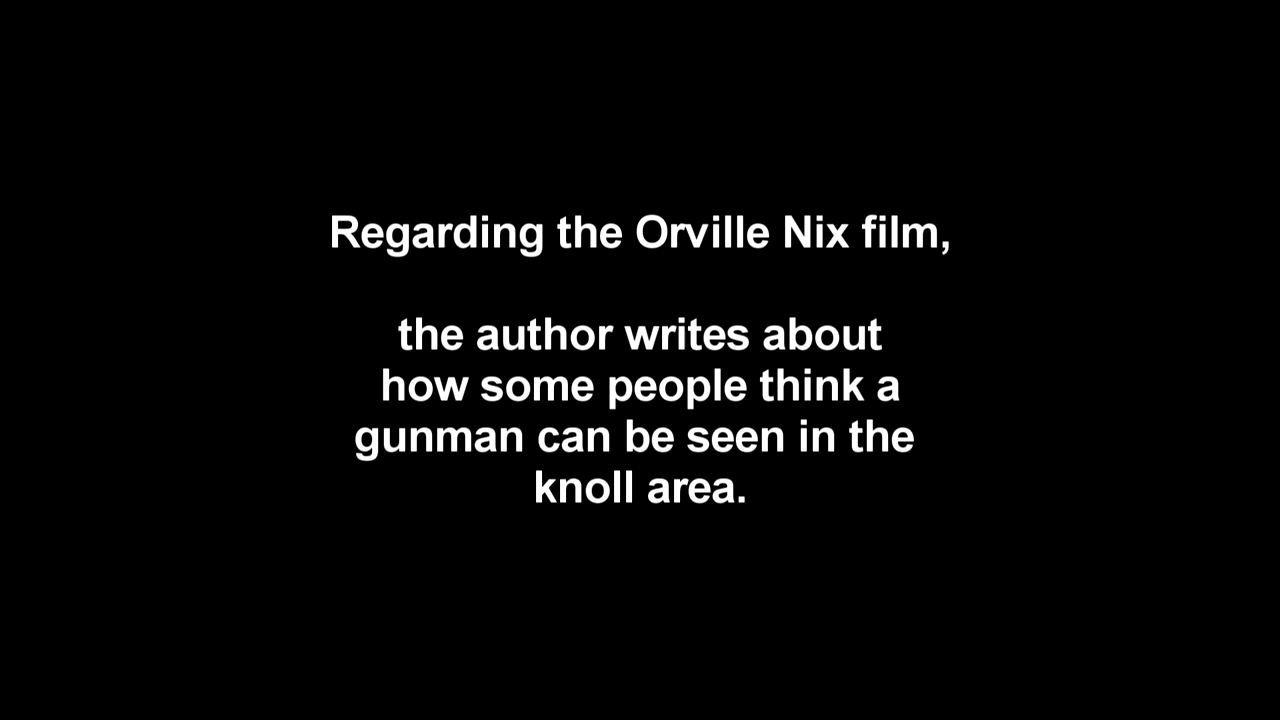 Regarding the Orville Nix film,
the author writes about
how some people think a
gunman can be seen in the
knoll area.